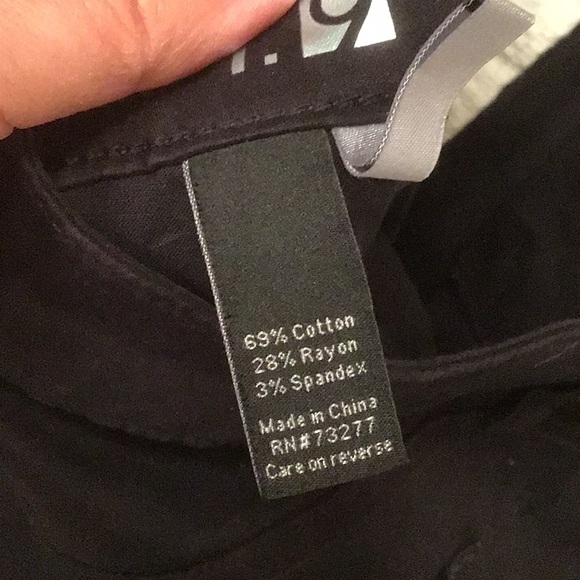 69% Cotton
28% Rayon
3% Spandex
Made in China
RN#73277
Care on reverse